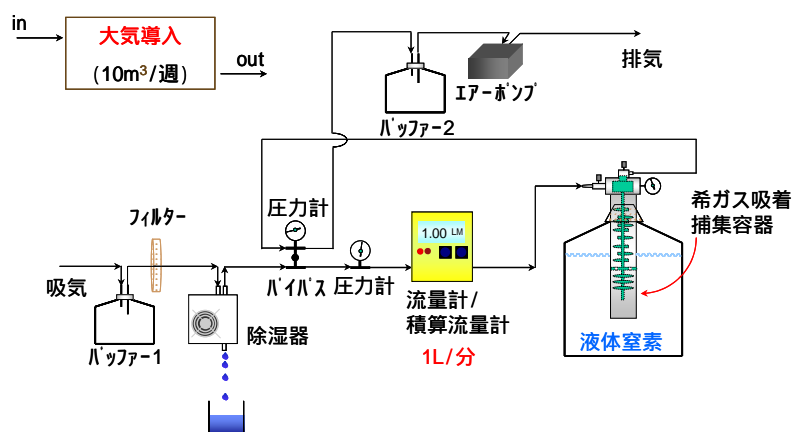 in
大気導入
(10m³/週)
out
排気
ｴｱｰﾎﾟﾝﾌﾟ
ﾊﾞｯﾌｧｰ2
圧力計
ﾌｨﾙﾀｰ
希ガス吸着
捕集容器
1.00 LM
吸気
ﾊﾞｲﾊﾟｽ
圧力計
流量計/
積算流量計
1L/分
除湿器
ﾊﾞｯﾌｧｰ1
液体窒素